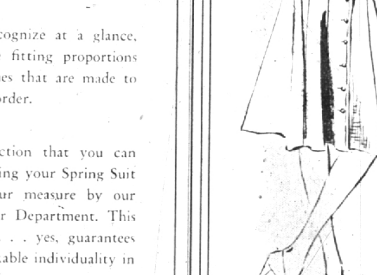 cognize at a glance,
fitting proportions
es that are made to
order.
ction that you can
ing your Spring Suit
ur measure by our
r Department. This
. . . yes, guarantees
able individuality in